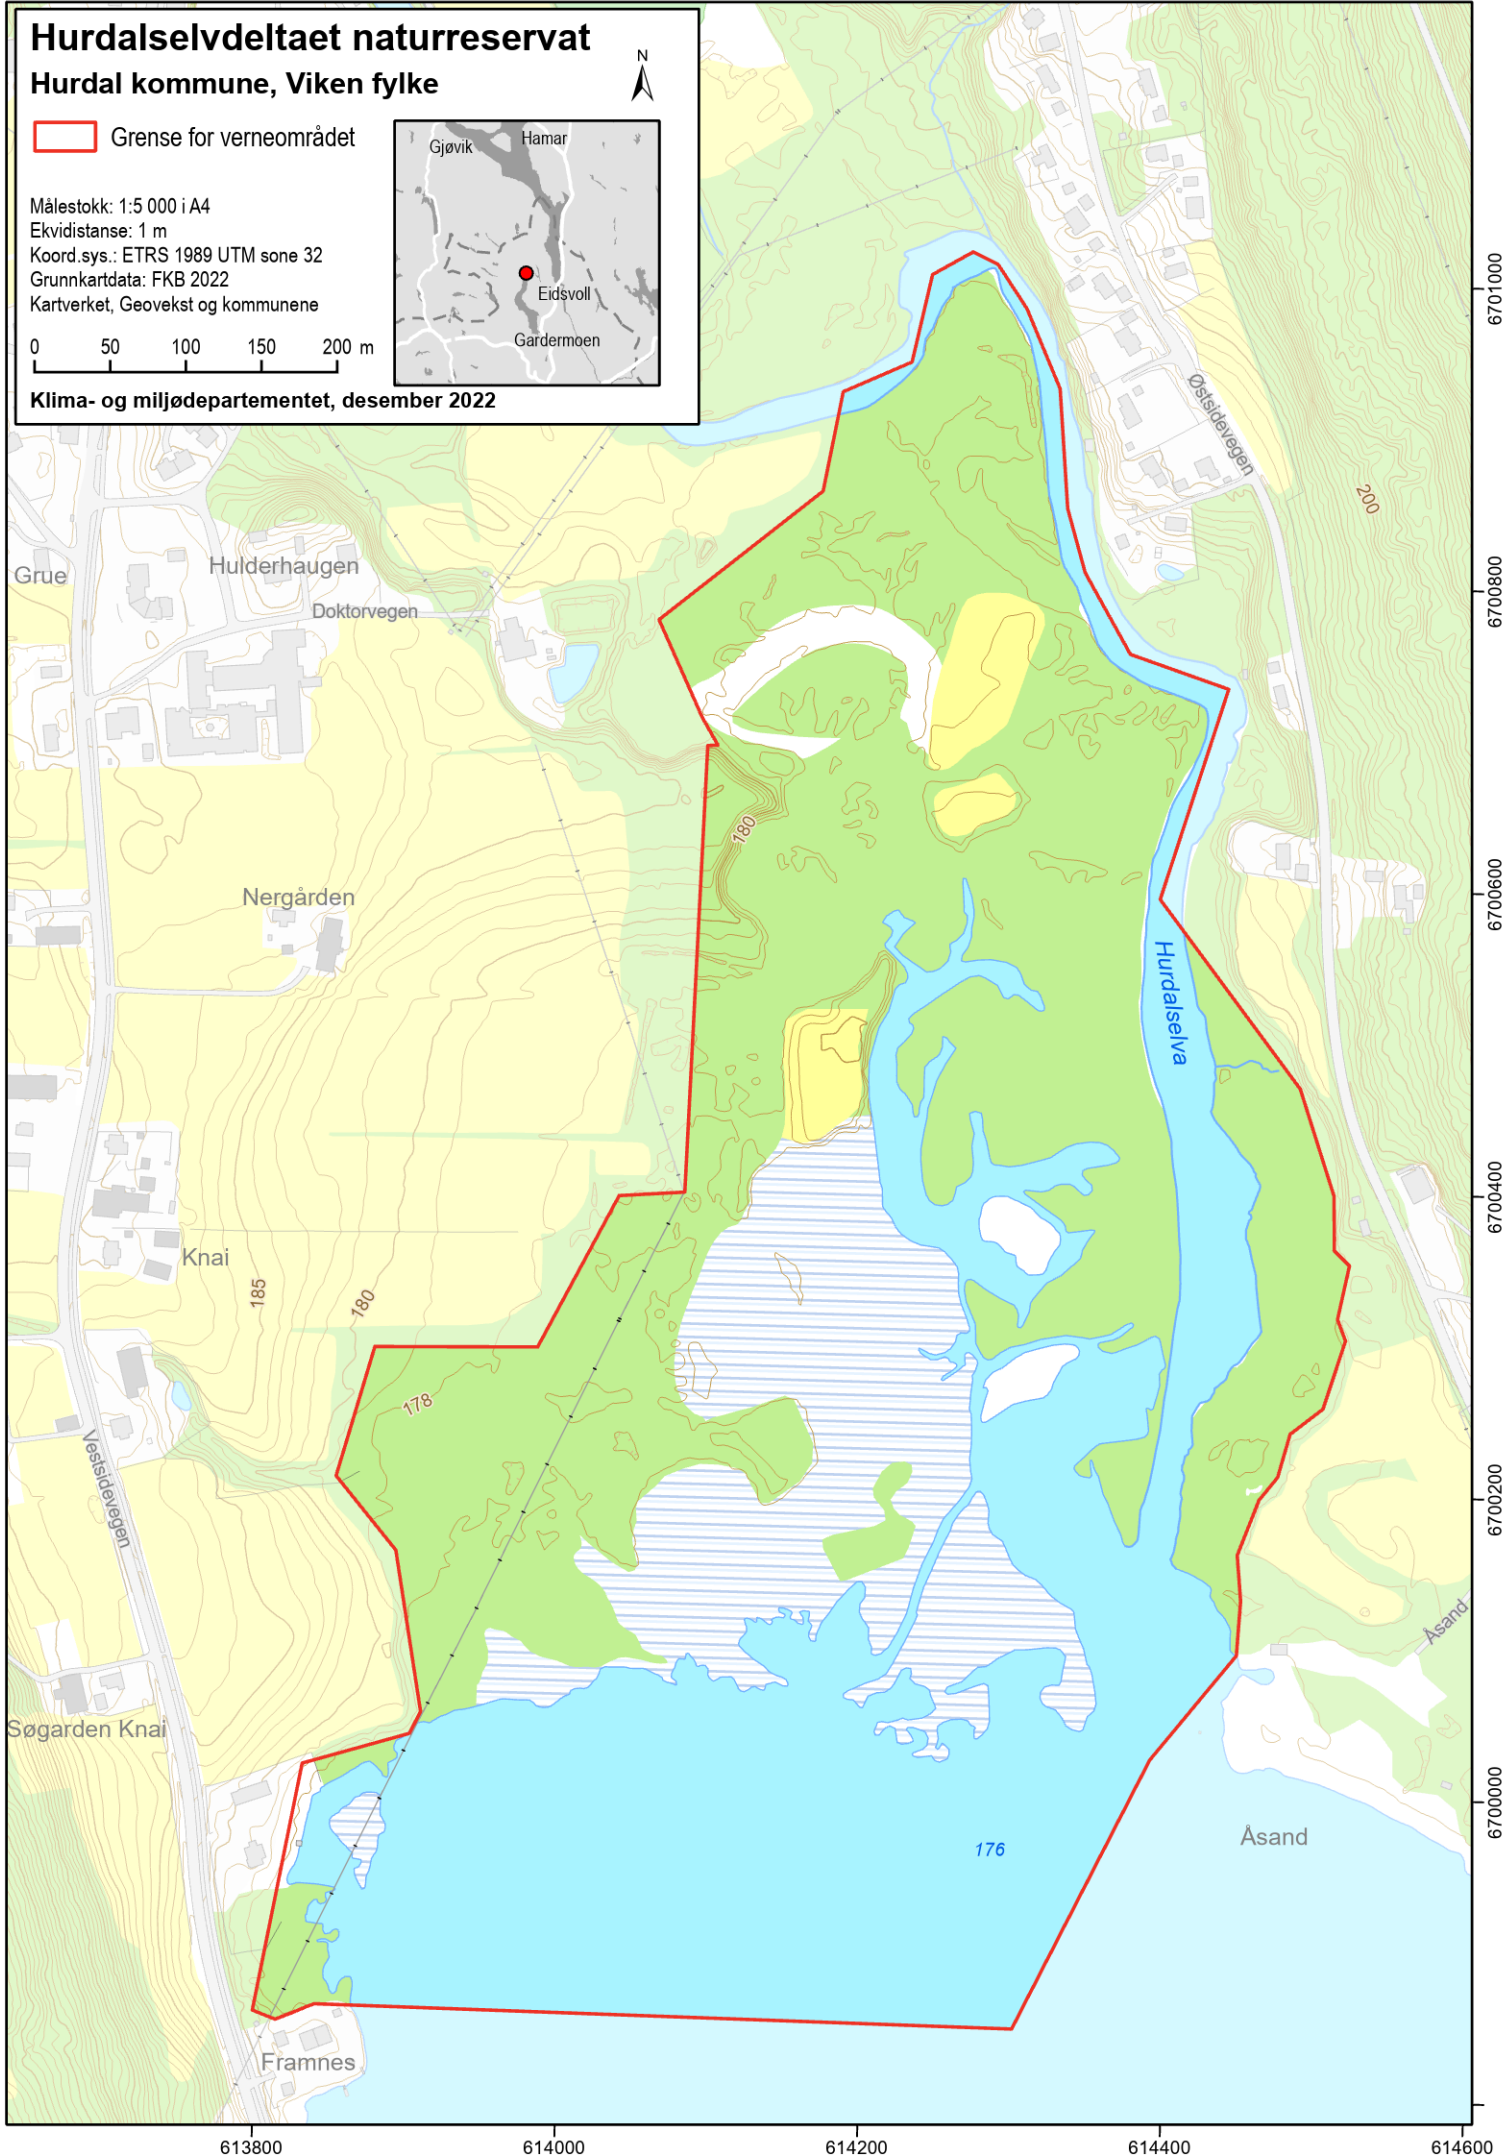 Hurdalselvdeltaet naturreservat
Hurdal kommune, Viken fylke
N
Grense for verneområdet
Målestokk: 1:5 000 i A4
Ekvidistanse: 1 m
Koord.sys.: ETRS 1989 UTM sone 32
Grunnkartdata: FKB 2022
Kartverket, Geovekst og kommunene
0 50 100 150 200 m
Klima- og miljødepartementet, desember 2022
Gjøvik
Hamar
Eidsvoll
Gardermoen
6701000
Østsidevegen
200
Grue
Hulderhaugen
Doktorvegen
6700800
180
Nergården
6700600
Hurdalselva
6700400
Knai
185
180
178
Vestsidevegen
6700200
Åsand
Søgarden Knai
6700000
176
Åsand
Framnes
613800
614000
614200
614400
614600